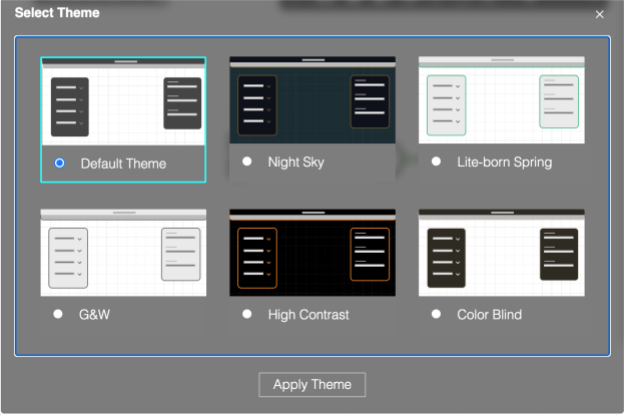 Select Theme
Default Theme
Night Sky
Lite-born Spring
G&W
High Contrast
Color Blind
Apply Theme